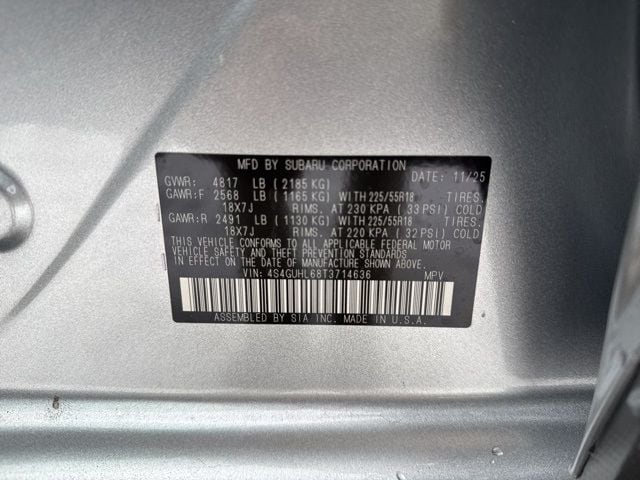 MFD BY SUBARU CORPORATION
DATE: 11/25
GVWR: 4817 LB (2185 KG)
GAWR:F 2568 LB (1165 KG) WITH 225/55R18 TIRES.
18X7J RIMS. AT 230 KPA (33 PSI) COLD
GAWR:R 2491 LB (1130 KG) WITH 225/55R18 TIRES.
18X7J RIMS. AT 220 KPA (32 PSI) COLD
THIS VEHICLE CONFORMS TO ALL APPLICABLE FEDERAL MOTOR
VEHICLE SAFETY, BUMPER, AND THEFT PREVENTION STANDARDS
IN EFFECT ON THE DATE OF MANUFACTURE SHOWN ABOVE.
VIN: 4S4GUHL68T3714636 MPV
ASSEMBLED BY SIA INC. MADE IN U.S.A.